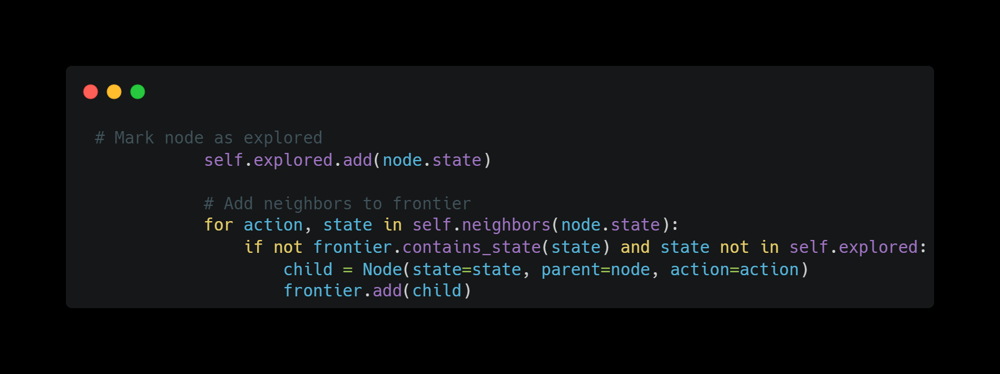 # Mark node as explored
            self.explored.add(node.state)

            # Add neighbors to frontier
            for action, state in self.neighbors(node.state):
                if not frontier.contains_state(state) and state not in self.explored:
                    child = Node(state=state, parent=node, action=action)
                    frontier.add(child)